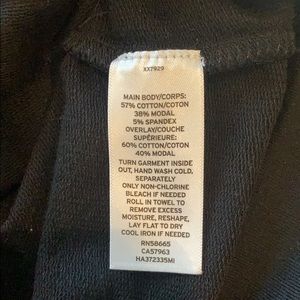 XX7929
MAIN BODY/CORPS:
57% COTTON/COTON
38% MODAL
5% SPANDEX
OVERLAY/COUCHE
SUPÉRIEURE:
60% COTTON/COTON
40% MODAL
TURN GARMENT INSIDE
OUT, HAND WASH COLD,
SEPARATELY
ONLY NON-CHLORINE
BLEACH IF NEEDED
ROLL IN TOWEL TO
REMOVE EXCESS
MOISTURE, RESHAPE,
LAY FLAT TO DRY
COOL IRON IF NEEDED
RN58665
CA57963
HA372335MI